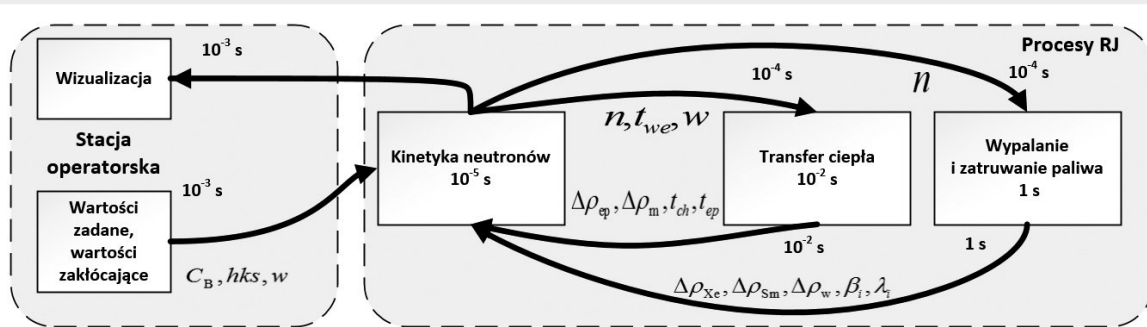 10⁻³ s
Wizualizacja
Stacja
operatorska
10⁻³ s
Wartości
zadane,
wartości
zakłócające
C_B, hks, w
Procesy RJ
10⁻⁴ s
n
10⁻⁴ s
n, t_we, w
Kinetyka neutronów
10⁻⁵ s
Transfer ciepła
10⁻² s
Wypalanie
i zatruwanie paliwa
1 s
Δρ_ep, Δρ_m, t_ch, t_ep
10⁻² s
1 s
Δρ_Xe, Δρ_Sm, Δρ_w, β_i, λ_i